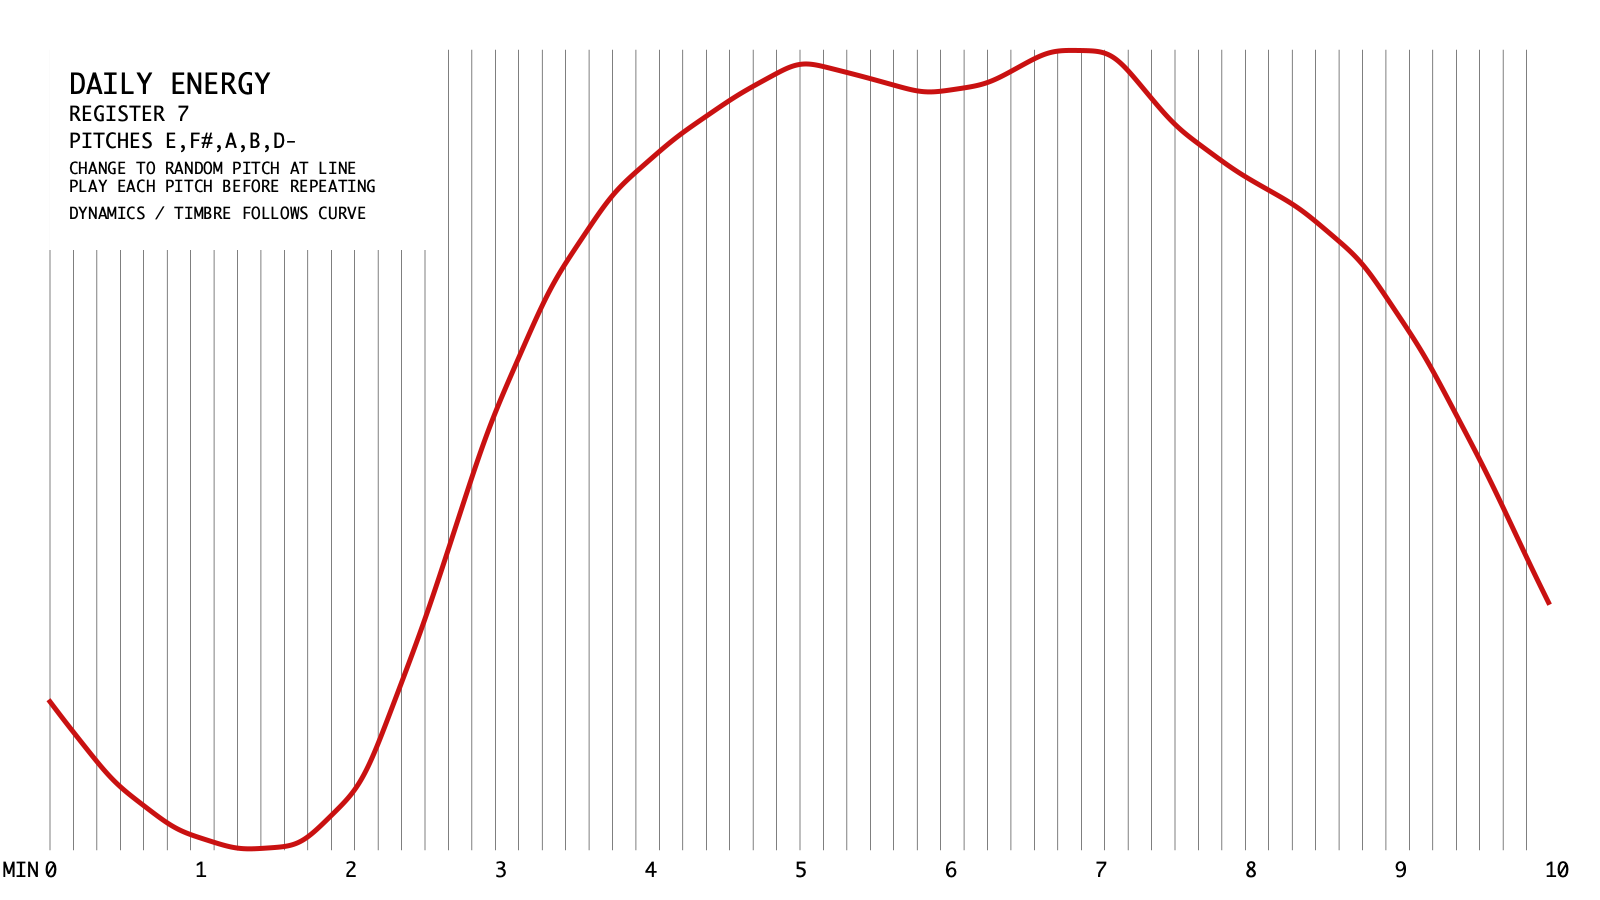 DAILY ENERGY
REGISTER 7
PITCHES E,F#,A,B,D-
CHANGE TO RANDOM PITCH AT LINE
PLAY EACH PITCH BEFORE REPEATING
DYNAMICS / TIMBRE FOLLOWS CURVE
MIN 0 1 2 3 4 5 6 7 8 9 10